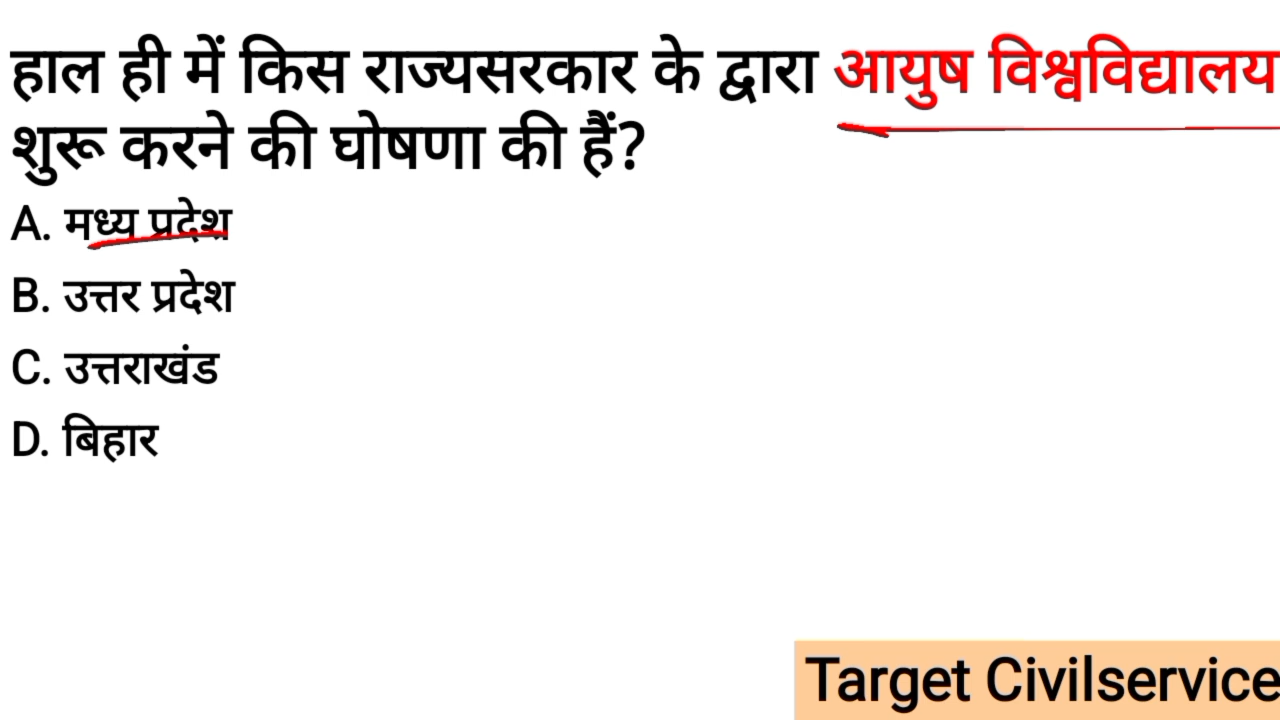 हाल ही में किस राज्यसरकार के द्वारा आयुष विश्वविद्यालय
शुरू करने की घोषणा की हैं?
A. मध्य प्रदेश
B. उत्तर प्रदेश
C. उत्तराखंड
D. बिहार
Target Civilservice